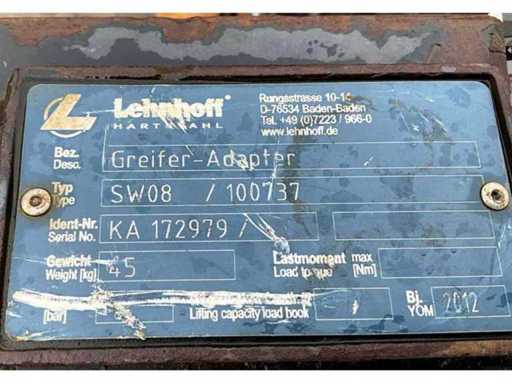 Lehnhoff®
HARTSTAHL
Rungsstrasse 10-14
D-76534 Baden-Baden
Tel. +49 (0)7223 / 966-0
www.lehnhoff.de
Bez. Greifer-Adapter
Desc.
Typ SW08 / 100737
Type
Ident-Nr. KA 172979 /
Serial No.
Gewicht 45
Weight [kg]
Lastmoment max
Load torque [Nm]
[bar]
Lifting capacity load hook
Bj. 2012
YOM